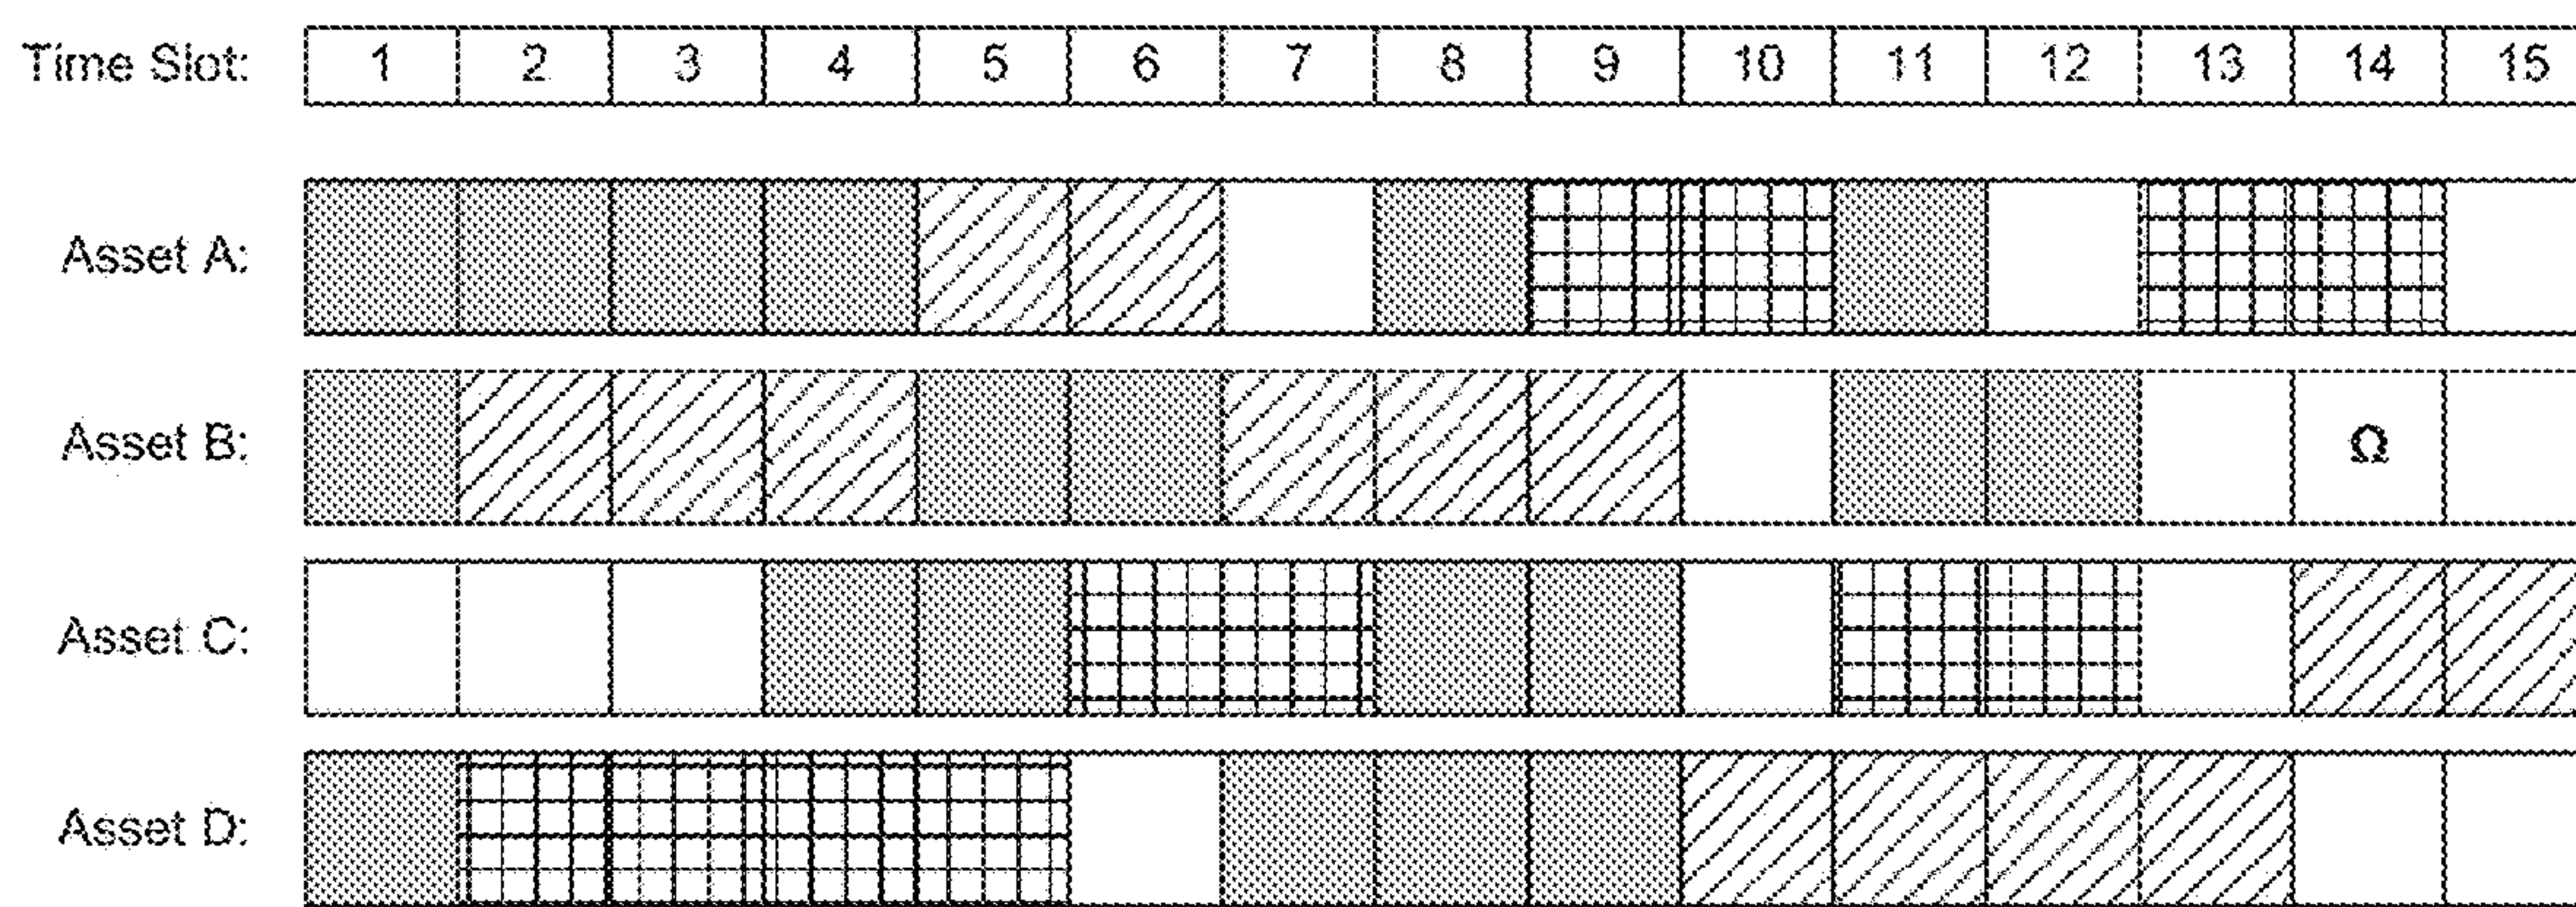 Time Slot: 1 2 3 4 5 6 7 8 9 10 11 12 13 14 15
Asset A:
Asset B: Ω
Asset C:
Asset D: